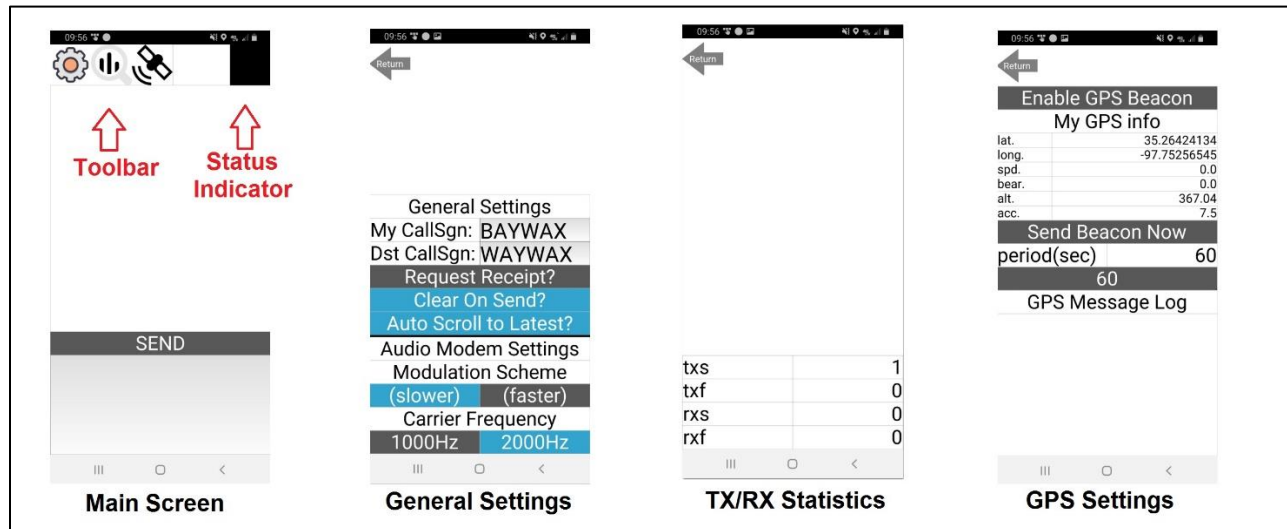 09:56
Toolbar
Status
Indicator
SEND
Main Screen
09:56
Return
General Settings
My CallSgn: BAYWAX
Dst CallSgn: WAYWAX
Request Receipt?
Clear On Send?
Auto Scroll to Latest?
Audio Modem Settings
Modulation Scheme
(slower) (faster)
Carrier Frequency
1000Hz 2000Hz
General Settings
09:56
Return
txs 1
txf 0
rxs 0
rxf 0
TX/RX Statistics
09:56
Return
Enable GPS Beacon
My GPS info
lat. 35.26424134
long. -97.75256545
spd. 0.0
bear. 0.0
alt. 367.04
acc. 7.5
Send Beacon Now
period(sec) 60
60
GPS Message Log
GPS Settings